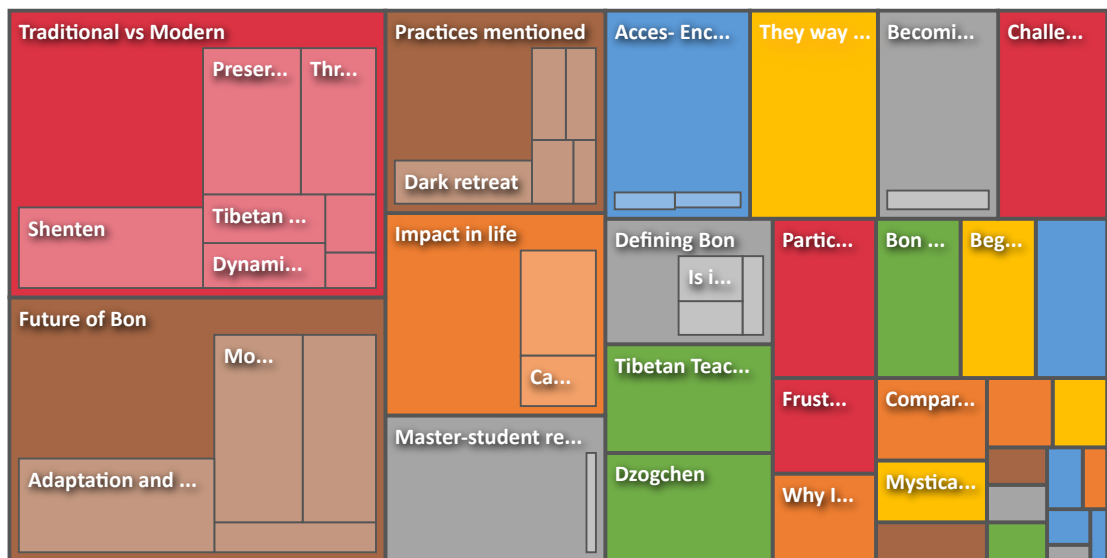 Traditional vs Modern
Preser...
Thr...
Shenten
Tibetan ...
Dynami...
Future of Bon
Mo...
Adaptation and ...
Practices mentioned
Dark retreat
Impact in life
Ca...
Master-student re...
Acces- Enc...
They way ...
Becomi...
Challe...
Defining Bon
Is i...
Partic...
Bon ...
Beg...
Tibetan Teac...
Frust...
Compar...
Dzogchen
Why I...
Mystica...